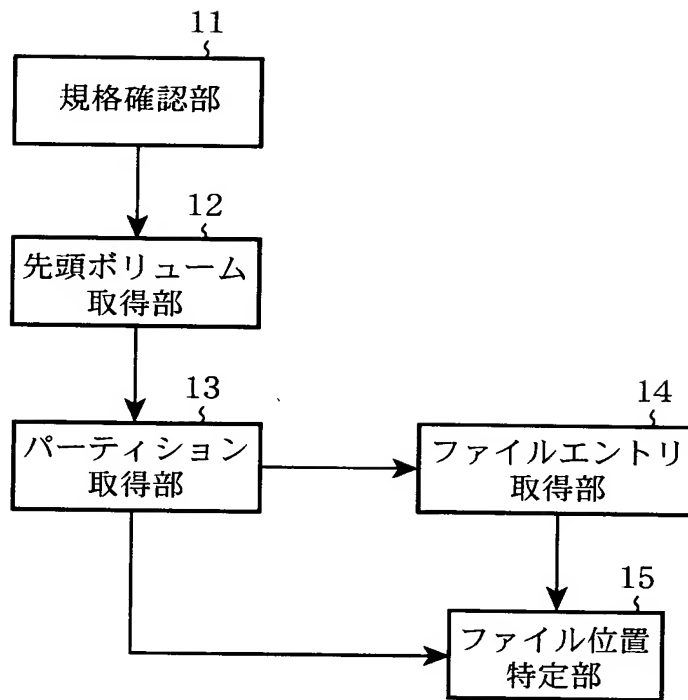 11
規格確認部
12
先頭ボリューム
取得部
13
パーティション
取得部
14
ファイルエントリ
取得部
15
ファイル位置
特定部